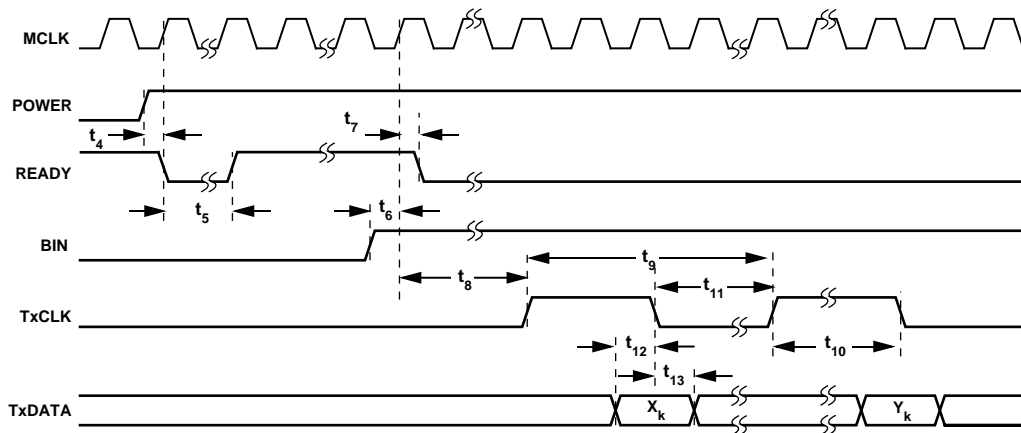 MCLK
POWER
t4
t7
READY
t5
t6
BIN
t9
t8
t11
TxCLK
t12
t10
t13
TxDATA
Xk
Yk